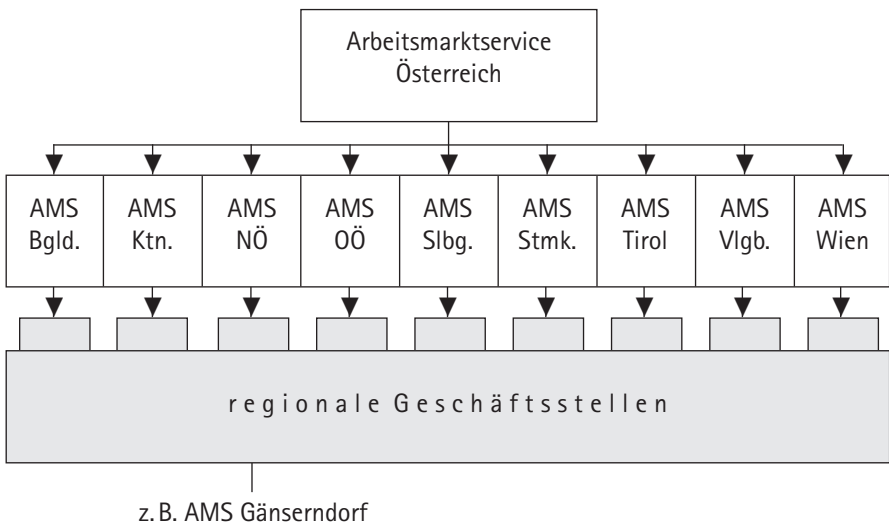 Arbeitsmarktservice
Österreich
AMS Bgld.
AMS Ktn.
AMS NÖ
AMS OÖ
AMS Slbg.
AMS Stmk.
AMS Tirol
AMS Vlgb.
AMS Wien
regionale Geschäftsstellen
z. B. AMS Gänserndorf